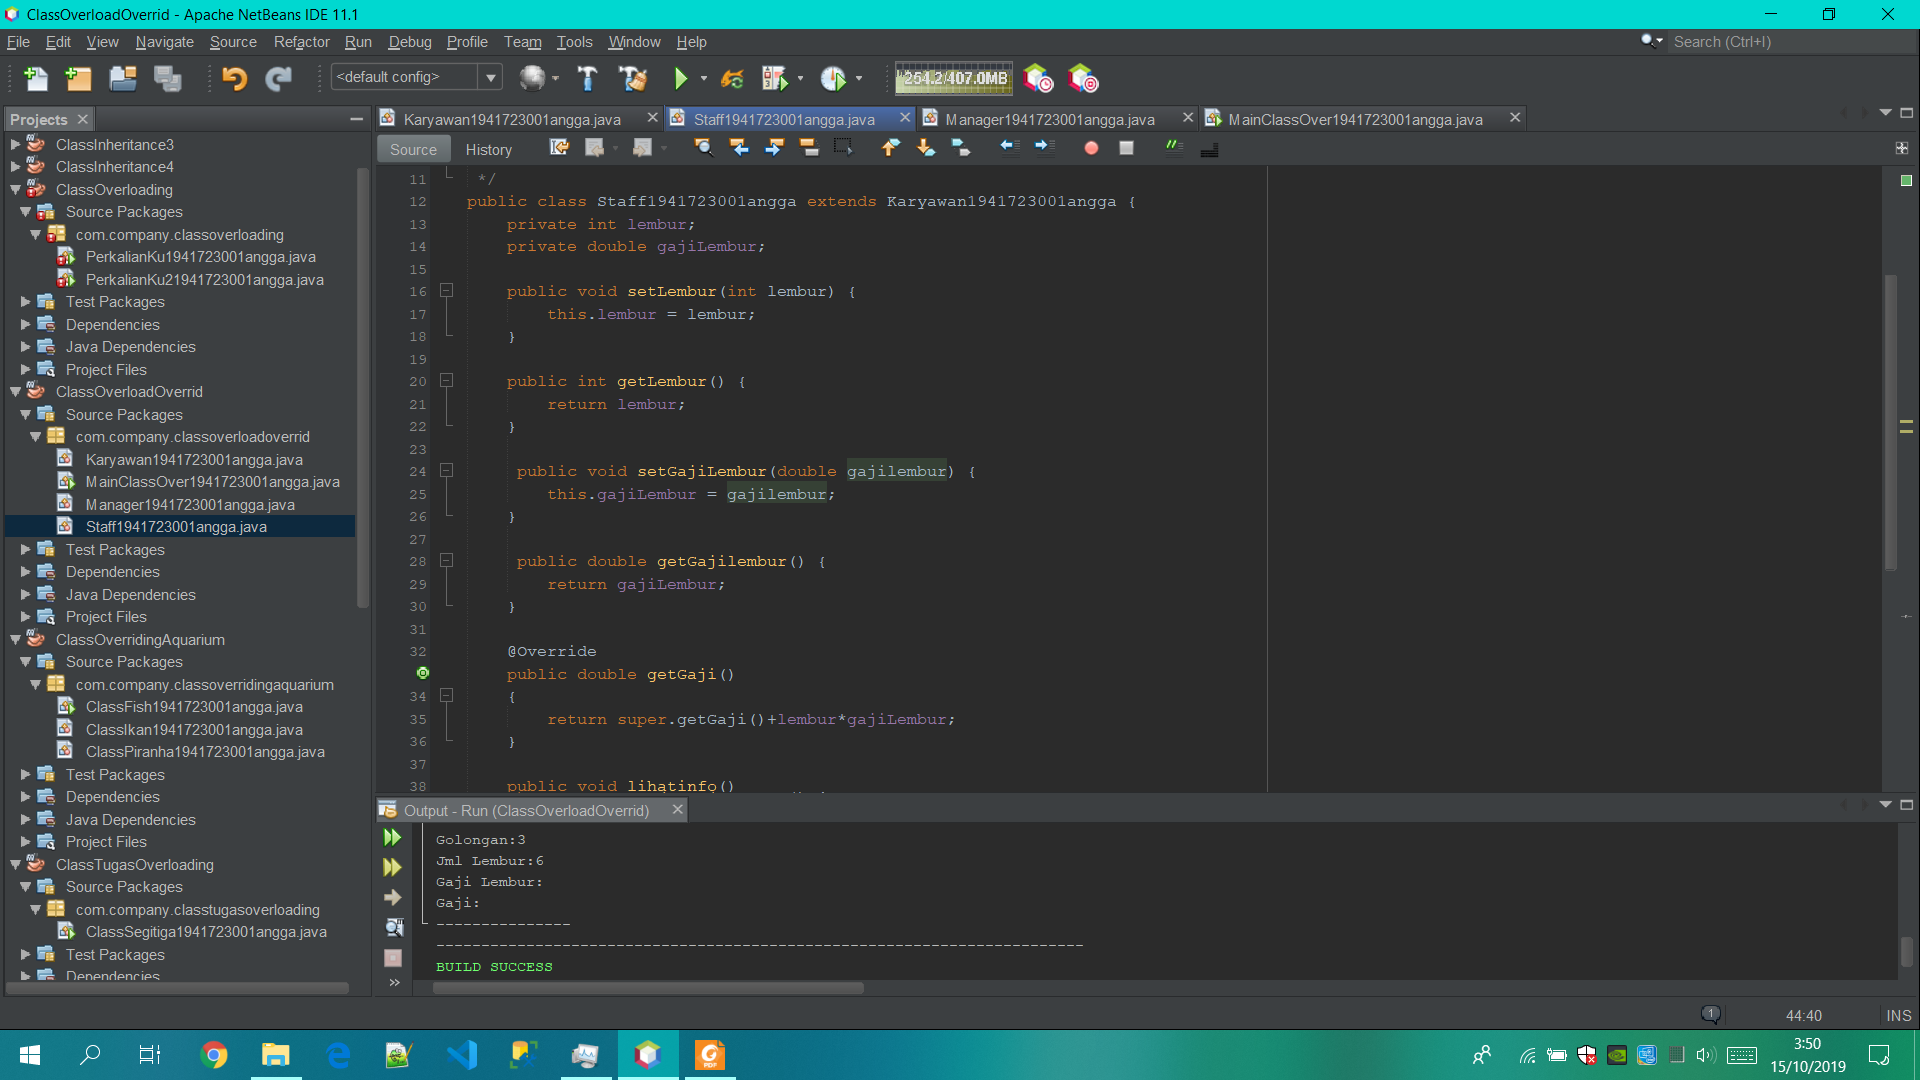 ClassOverloadOverrid - Apache NetBeans IDE 11.1
File Edit View Navigate Source Refactor Run Debug Profile Team Tools Window Help
Search (Ctrl+I)
<default config>
254.2/407.0MB
Projects
ClassInheritance3
ClassInheritance4
ClassOverloading
Source Packages
com.company.classoverloading
PerkalianKu1941723001angga.java
PerkalianKu21941723001angga.java
Test Packages
Dependencies
Java Dependencies
Project Files
ClassOverloadOverrid
Source Packages
com.company.classoverloadoverrid
Karyawan1941723001angga.java
MainClassOver1941723001angga.java
Manager1941723001angga.java
Staff1941723001angga.java
Test Packages
Dependencies
Java Dependencies
Project Files
ClassOverridingAquarium
Source Packages
com.company.classoverridingaquarium
ClassFish1941723001angga.java
ClassIkan1941723001angga.java
ClassPiranha1941723001angga.java
Test Packages
Dependencies
Java Dependencies
Project Files
ClassTugasOverloading
Source Packages
com.company.classtugasoverloading
ClassSegitiga1941723001angga.java
Test Packages
Dependencies
Karyawan1941723001angga.java
Staff1941723001angga.java
Manager1941723001angga.java
MainClassOver1941723001angga.java
Source History
11 */
12 public class Staff1941723001angga extends Karyawan1941723001angga {
13 private int lembur;
14 private double gajiLembur;
15
16 public void setLembur(int lembur) {
17 this.lembur = lembur;
18 }
19
20 public int getLembur() {
21 return lembur;
22 }
23
24 public void setGajiLembur(double gajilembur) {
25 this.gajiLembur = gajilembur;
26 }
27
28 public double getGajilembur() {
29 return gajiLembur;
30 }
31
32 @Override
public double getGaji()
34 {
35 return super.getGaji()+lembur*gajiLembur;
36 }
37
38 public void lihatinfo()
Output - Run (ClassOverloadOverrid)
Golongan:3
Jml Lembur:6
Gaji Lembur:
Gaji:
---------------
------------------------------------------------------------------------
BUILD SUCCESS
1
44:40
INS
PDF
3:50
15/10/2019